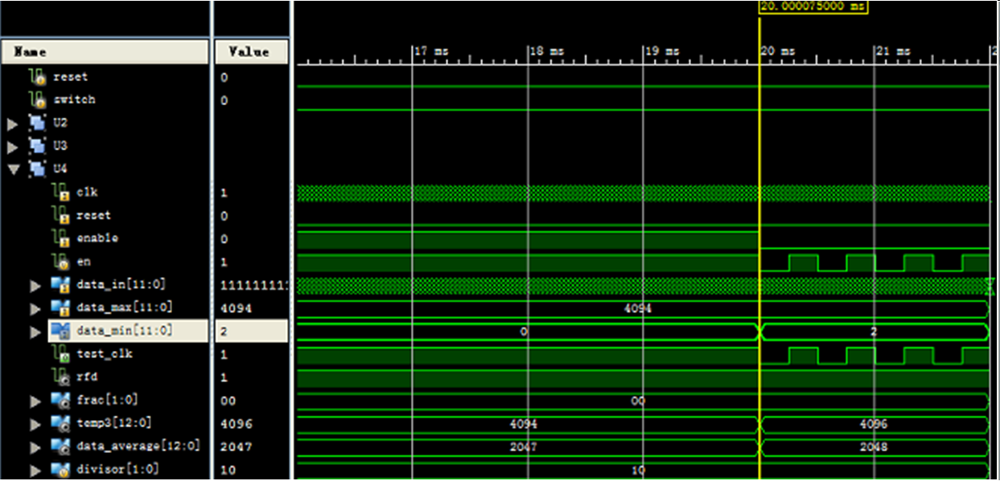 20.000075000 ms
Name Value
17 ms 18 ms 19 ms 20 ms 21 ms 2
reset 0
switch 0
U2
U3
U4
clk 1
reset 0
enable 0
en 1
data_in[11:0] 1111111111
data_max[11:0] 4094 4094
data_min[11:0] 2 0 2
test_clk 1
rfd 1
frac[1:0] 00 00
temp3[12:0] 4096 4094 4096
data_average[12:0] 2047 2047 2048
divisor[1:0] 10 10